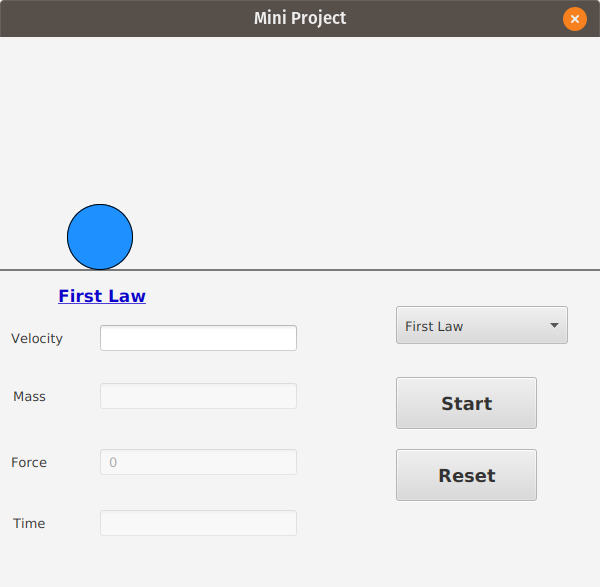 Mini Project
First Law
Velocity
Mass
Force
0
Time
First Law
Start
Reset